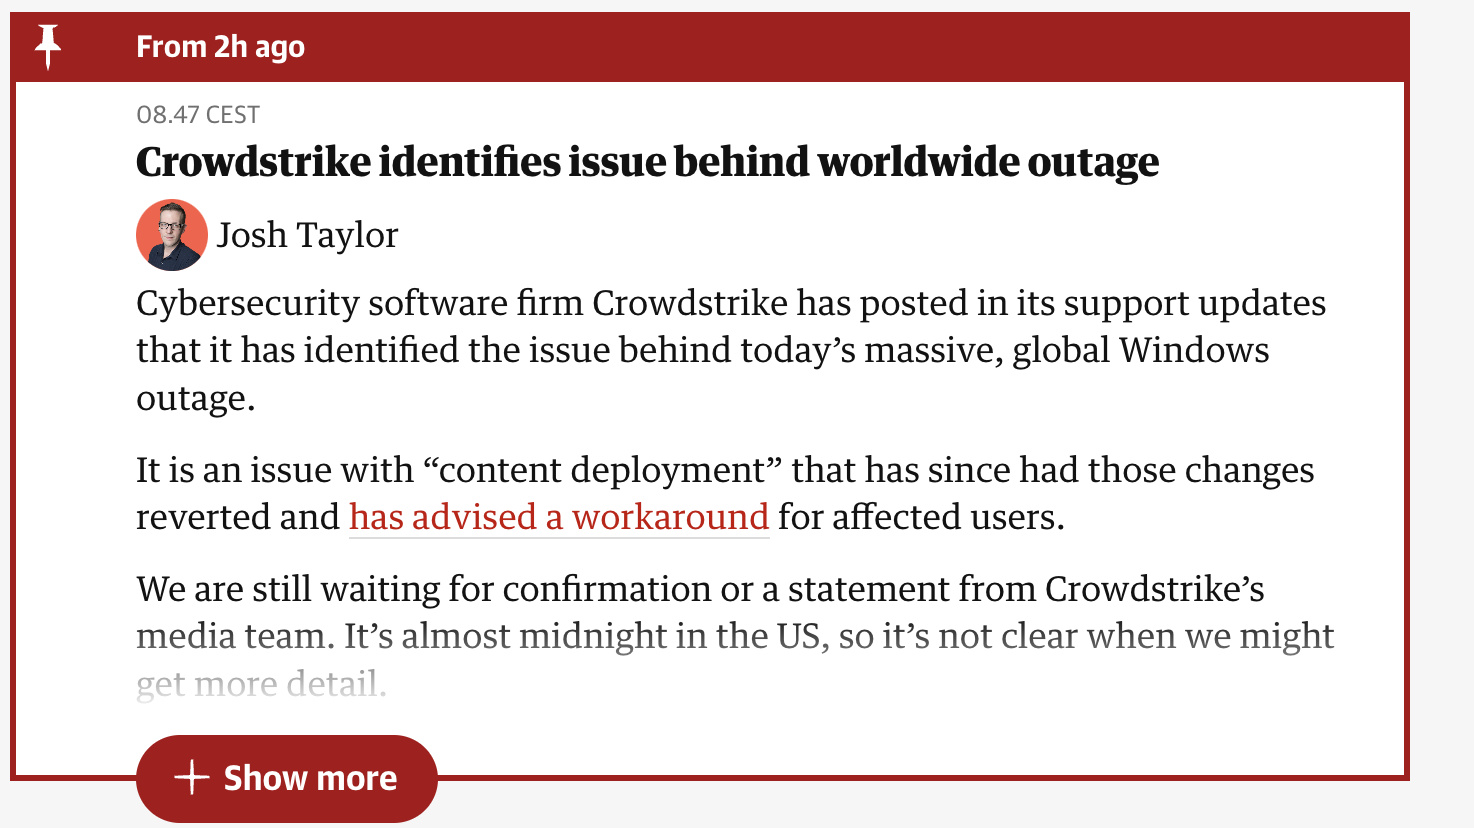 From 2h ago
08.47 CEST
Crowdstrike identifies issue behind worldwide outage
Josh Taylor
Cybersecurity software firm Crowdstrike has posted in its support updates
that it has identified the issue behind today’s massive, global Windows
outage.
It is an issue with “content deployment” that has since had those changes
reverted and has advised a workaround for affected users.
We are still waiting for confirmation or a statement from Crowdstrike’s
media team. It’s almost midnight in the US, so it’s not clear when we might
get more detail.
Show more